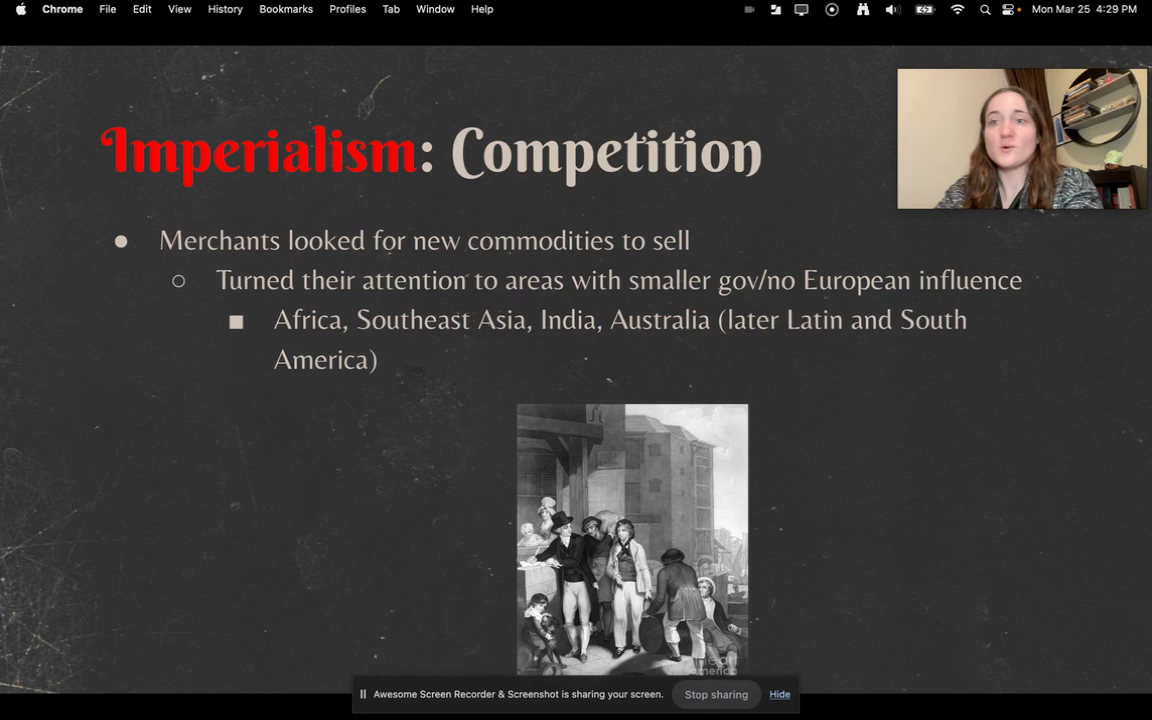 Chrome File Edit View History Bookmarks Profiles Tab Window Help Mon Mar 25 4:29 PM
Imperialism: Competition
● Merchants looked for new commodities to sell
○ Turned their attention to areas with smaller gov/no European influence
■ Africa, Southeast Asia, India, Australia (later Latin and South
America)
fine art
america
Awesome Screen Recorder & Screenshot is sharing your screen. Stop sharing Hide